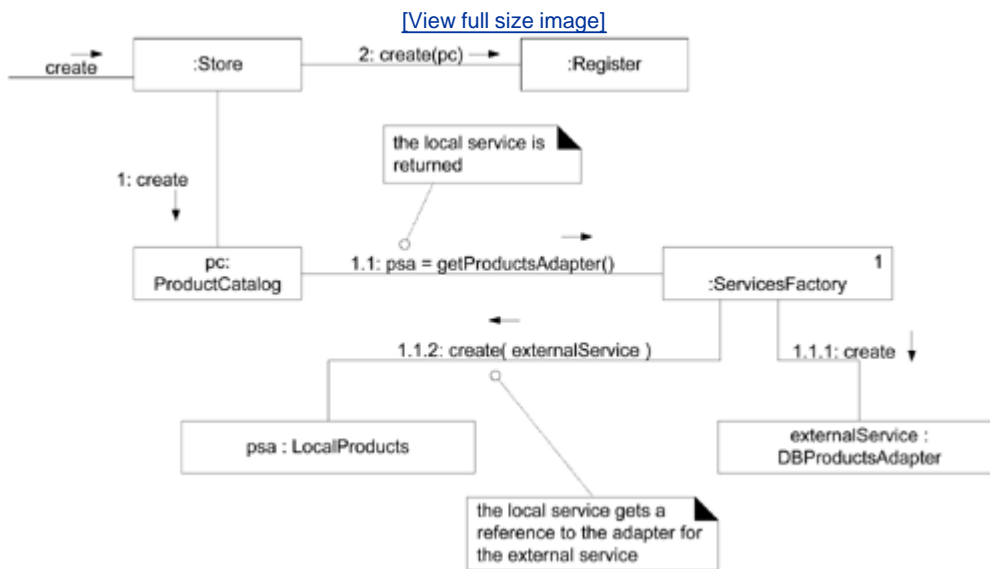 [View full size image]
create
:Store
2: create(pc)
:Register
the local service is
returned
1: create
pc:
ProductCatalog
1.1: psa = getProductsAdapter()
1
:ServicesFactory
1.1.2: create( externalService )
1.1.1: create
psa : LocalProducts
externalService :
DBProductsAdapter
the local service gets a
reference to the adapter for
the external service